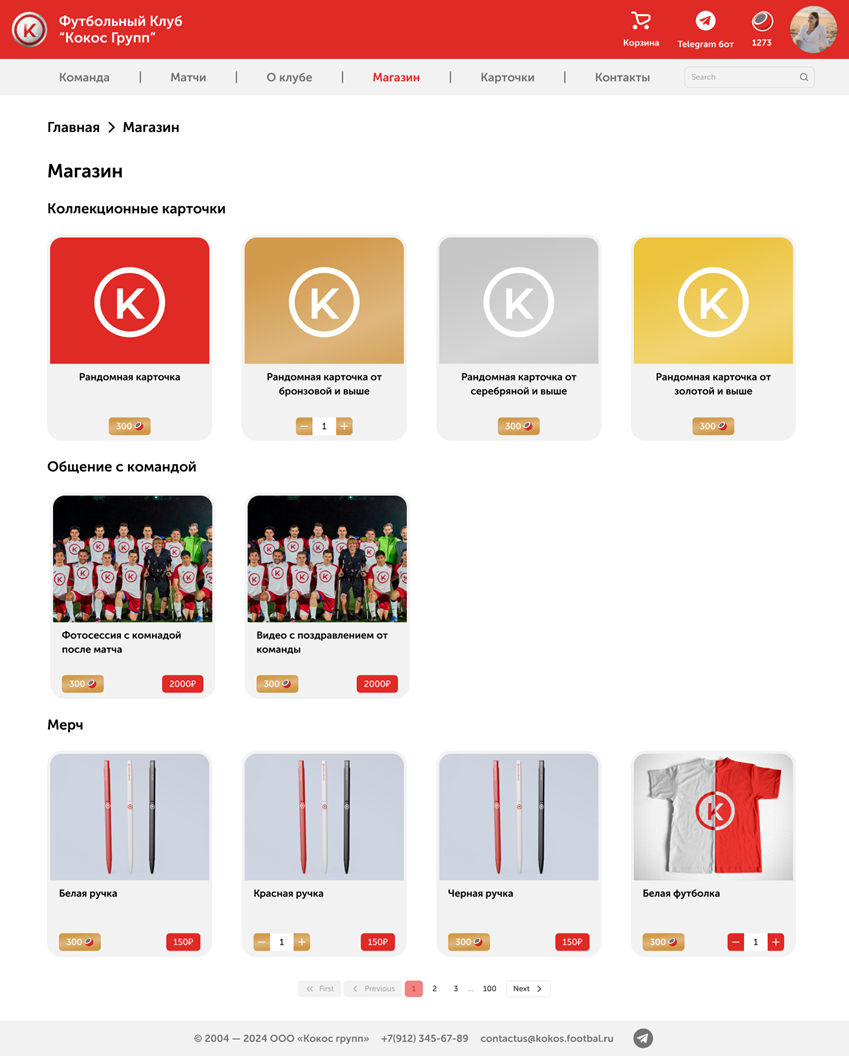 Футбольный Клуб
“Кокос Групп”
Корзина
Telegram бот
1273
Команда | Матчи | О клубе | Магазин | Карточки | Контакты
Search
Главная > Магазин
Магазин
Коллекционные карточки
K
K
K
K
Рандомная карточка
Рандомная карточка от
бронзовой и выше
Рандомная карточка от
серебряной и выше
Рандомная карточка от
золотой и выше
300
− 1 +
300
300
Общение с командой
Фотосессия с комнадой
после матча
Видео с поздравлением от
команды
300
2000₽
300
2000₽
Мерч
Белая ручка
Красная ручка
Черная ручка
Белая футболка
300
150₽
− 1 +
150₽
300
150₽
300
− 1 +
« First
< Previous
1 2 3 ... 100
Next >
© 2004 — 2024 ООО «Кокос групп» +7(912) 345-67-89 contactus@kokos.footbal.ru